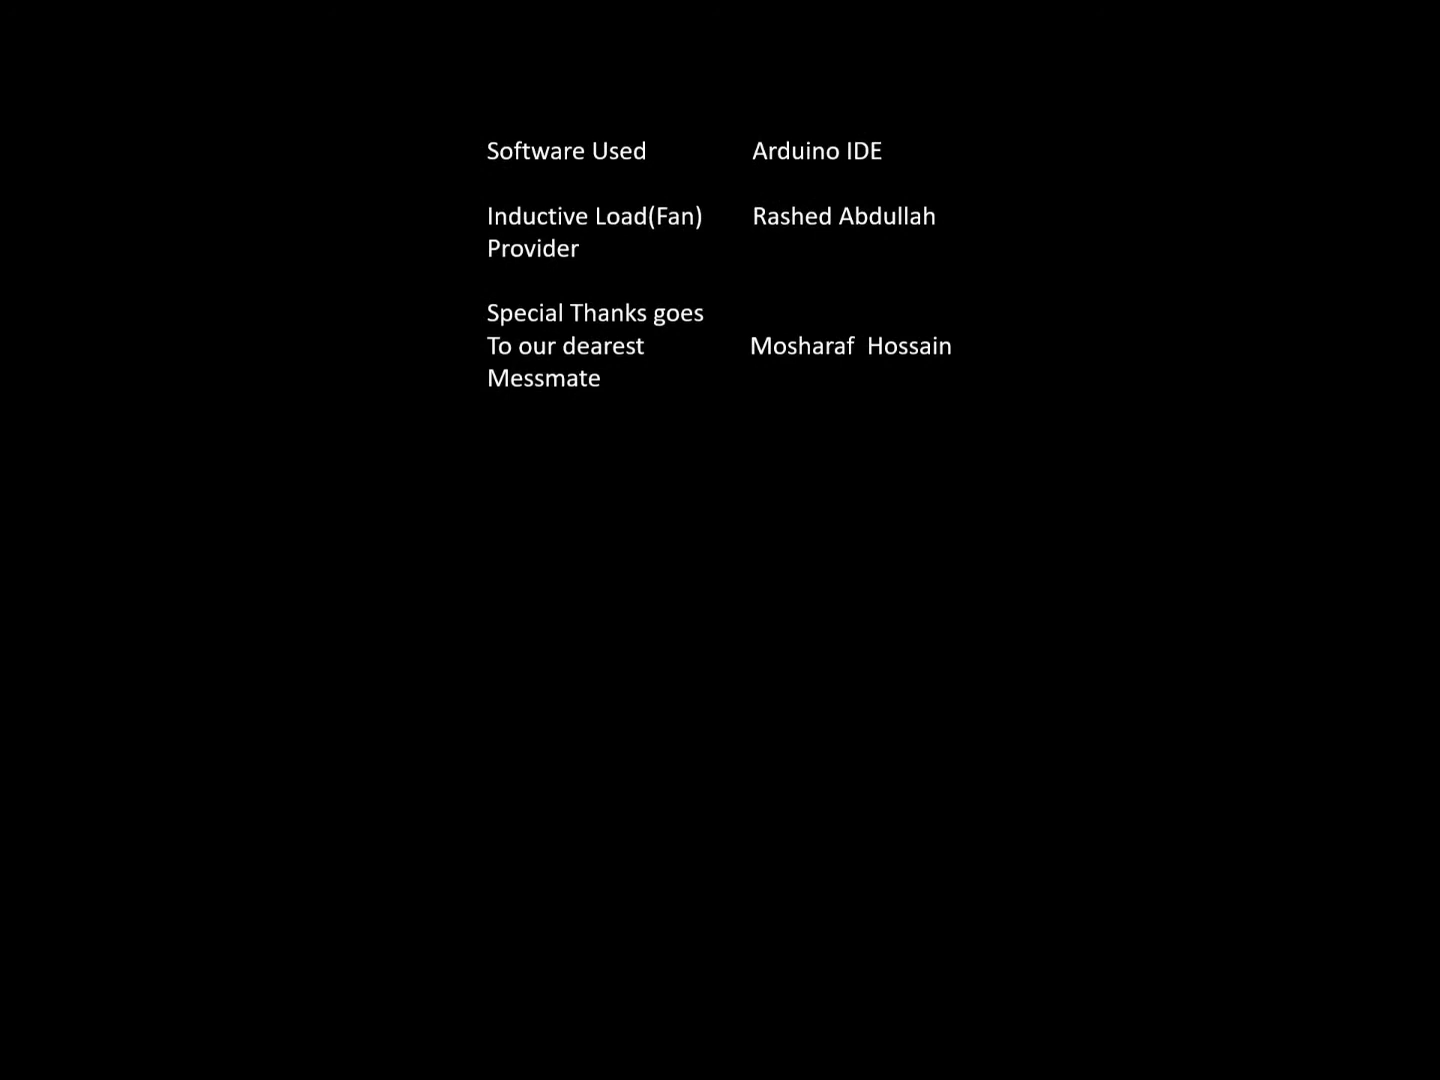 Software Used Arduino IDE
Inductive Load(Fan) Rashed Abdullah
Provider
Special Thanks goes
To our dearest Mosharaf  Hossain
Messmate